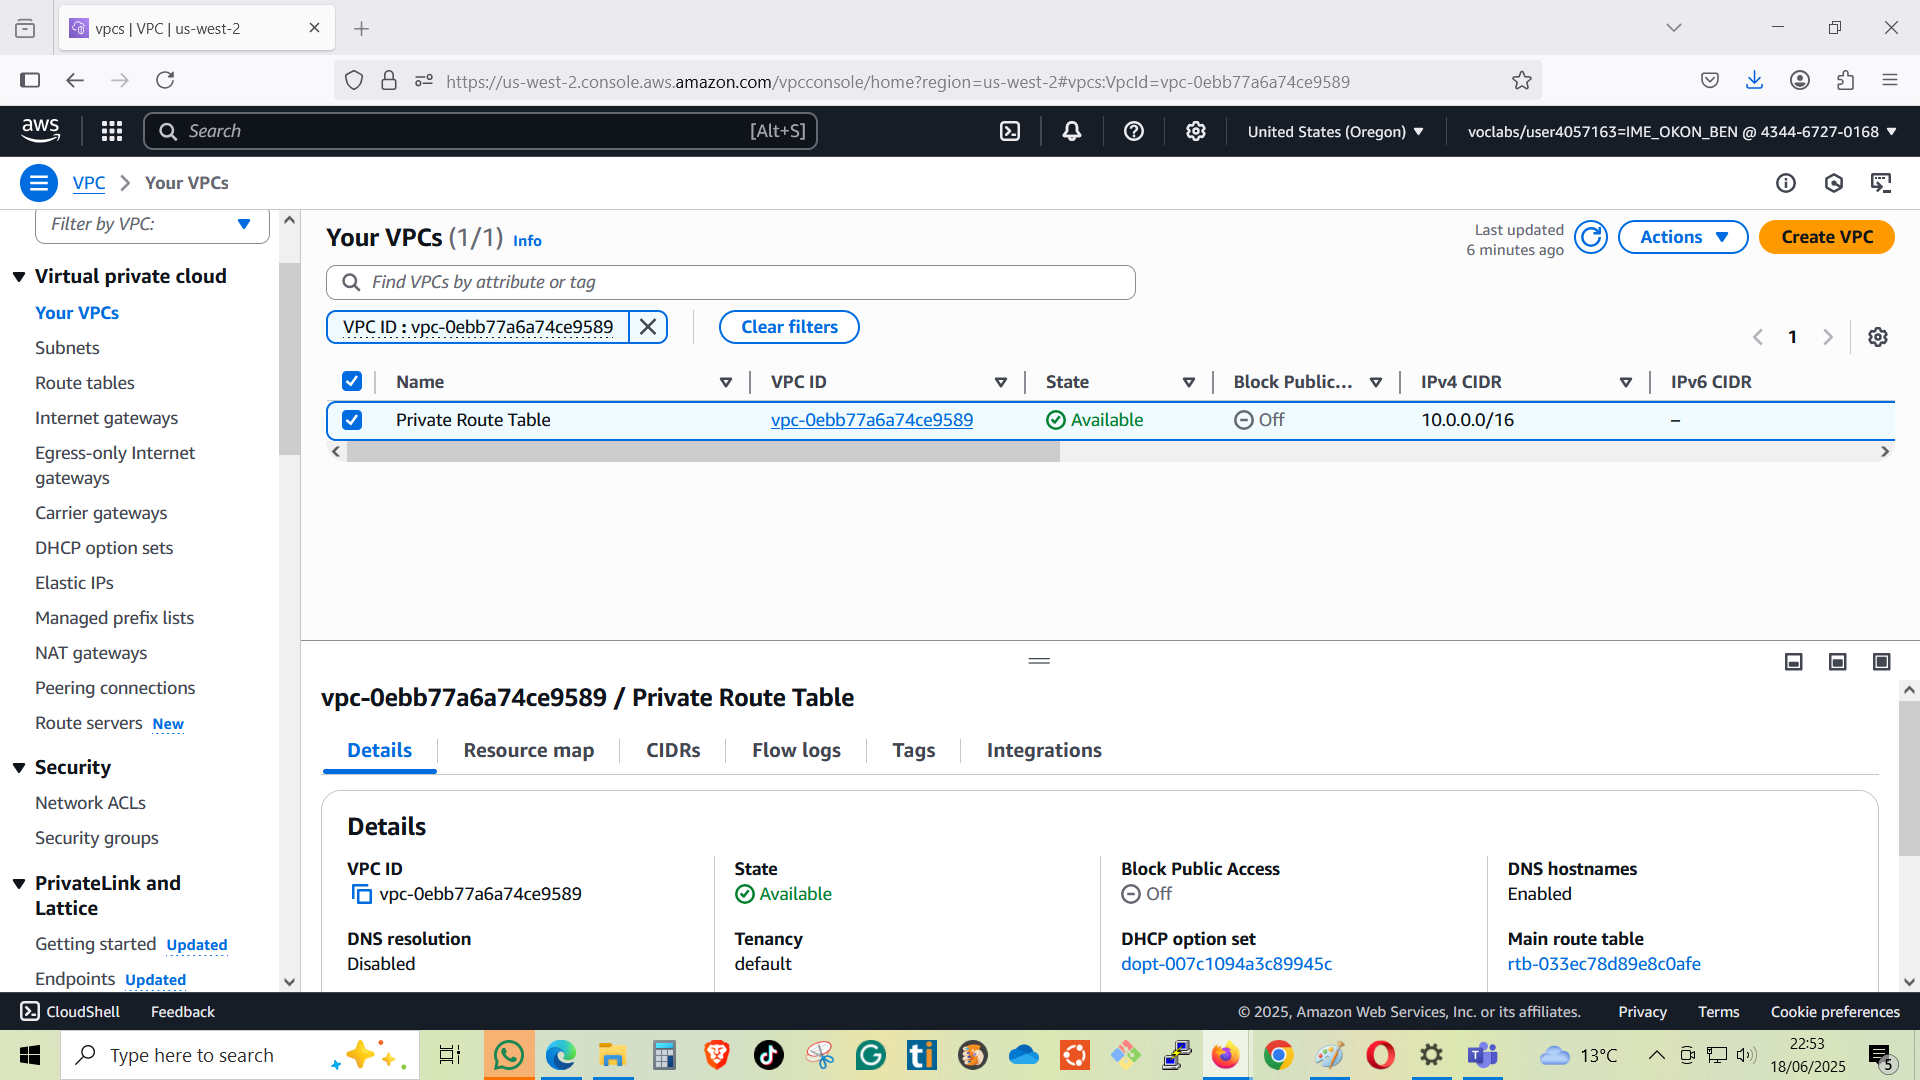 vpcs | VPC | us-west-2
https://us-west-2.console.aws.amazon.com/vpcconsole/home?region=us-west-2#vpcs:VpcId=vpc-0ebb77a6a74ce9589
aws
Search
[Alt+S]
United States (Oregon)
voclabs/user4057163=IME_OKON_BEN @ 4344-6727-0168
VPC
Your VPCs
Filter by VPC:
Virtual private cloud
Your VPCs
Subnets
Route tables
Internet gateways
Egress-only Internet
gateways
Carrier gateways
DHCP option sets
Elastic IPs
Managed prefix lists
NAT gateways
Peering connections
Route servers New
Security
Network ACLs
Security groups
PrivateLink and
Lattice
Getting started Updated
Endpoints Updated
Your VPCs (1/1) Info
Last updated
6 minutes ago
Actions
Create VPC
Find VPCs by attribute or tag
VPC ID : vpc-0ebb77a6a74ce9589
Clear filters
1
Name VPC ID State Block Public... IPv4 CIDR IPv6 CIDR
Private Route Table vpc-0ebb77a6a74ce9589 Available Off 10.0.0.0/16 –
vpc-0ebb77a6a74ce9589 / Private Route Table
Details Resource map CIDRs Flow logs Tags Integrations
Details
VPC ID
vpc-0ebb77a6a74ce9589
State
Available
Block Public Access
Off
DNS hostnames
Enabled
DNS resolution
Disabled
Tenancy
default
DHCP option set
dopt-007c1094a3c89945c
Main route table
rtb-033ec78d89e8c0afe
CloudShell Feedback
© 2025, Amazon Web Services, Inc. or its affiliates. Privacy Terms Cookie preferences
Type here to search
ti
13°C
22:53
18/06/2025
5